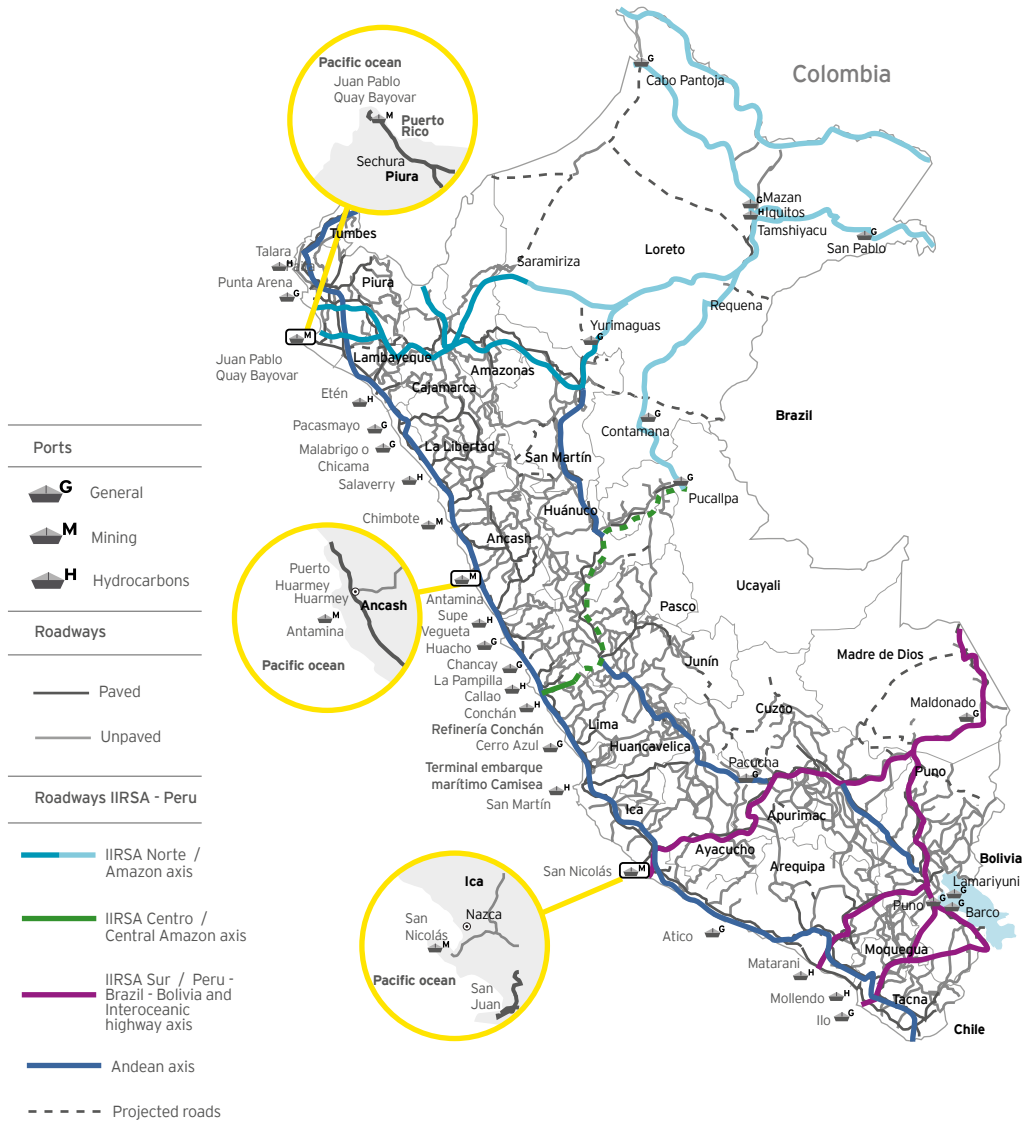 Colombia
Pacific ocean
Juan Pablo
Quay Bayovar
M
Puerto
Rico
Sechura
Piura
G
Cabo Pantoja
G
Mazan
H
Iquitos
Tamshiyacu
G
San Pablo
Loreto
Saramiriza
Requena
Tumbes
Talara
H
Punta Arena
G
Piura
Yurimaguas
G
M
Juan Pablo
Quay Bayovar
Lambayeque
Amazonas
Cajamarca
Etén
H
Brazil
Contamana
G
Pacasmayo
G
Malabrigo o
Chicama
G
La Libertad
San Martín
Salaverry
H
G
Pucallpa
Huánuco
Chimbote
M
Ancash
Ucayali
Pasco
Puerto
Huarmey
Huarmey
Ancash
M
Antamina
Pacific ocean
M
Antamina
Supe
H
Vegueta
Huacho
G
Chancay
G
La Pampilla
H
Callao
Conchán
H
Refinería Conchán
Cerro Azul
G
Terminal embarque
marítimo Camisea
H
San Martín
Junín
Madre de Dios
Maldonado
G
Cuzco
Lima
Huancavelica
Pacucha
G
Puno
Ica
Apurimac
Ayacucho
Arequipa
Bolivia
San Nicolás
M
Lamariyuni
G
Puno
G
G
Barco
Ica
Nazca
San
Nicolás
M
Pacific ocean
San
Juan
Atico
G
Moquegua
Matarani
H
Mollendo
H
Ilo
G
Tacna
Chile
Ports
G
General
M
Mining
H
Hydrocarbons
Roadways
Paved
Unpaved
Roadways IIRSA - Peru
IIRSA Norte /
Amazon axis
IIRSA Centro /
Central Amazon axis
IIRSA Sur / Peru -
Brazil - Bolivia and
Interoceanic
highway axis
Andean axis
Projected roads